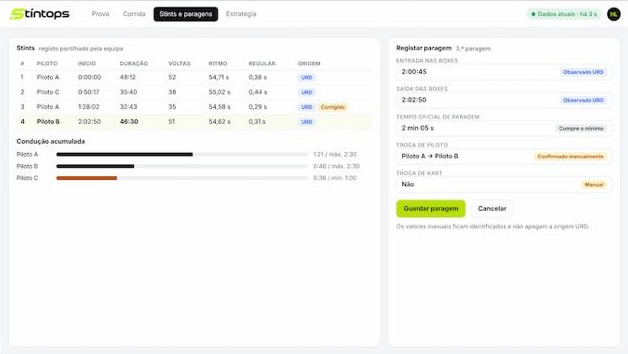 Stintops
Prova Corrida Stints e paragens Estratégia
Dados atuais · há 3 s
HL
Stints registo partilhado pela equipa
# PILOTO INÍCIO DURAÇÃO VOLTAS RITMO REGULAR. ORIGEM
1 Piloto A 0:00:00 48:12 52 54,71 s 0,38 s URD
2 Piloto C 0:50:17 35:40 38 55,02 s 0,44 s URD
3 Piloto A 1:28:02 32:43 35 54,58 s 0,29 s URD Corrigido
4 Piloto B 2:02:50 46:30 51 54,62 s 0,31 s URD
Condução acumulada
Piloto A 1:21 / máx. 2:30
Piloto B 0:46 / máx. 2:30
Piloto C 0:36 / mín. 1:00
Registar paragem 3.ª paragem
ENTRADA NAS BOXES
2:00:45 Observado URD
SAÍDA DAS BOXES
2:02:50 Observado URD
TEMPO OFICIAL DE PARAGEM
2 min 05 s Cumpre o mínimo
TROCA DE PILOTO
Piloto A → Piloto B Confirmado manualmente
TROCA DE KART
Não Manual
Guardar paragem Cancelar
Os valores manuais ficam identificados e não apagam a origem URD.